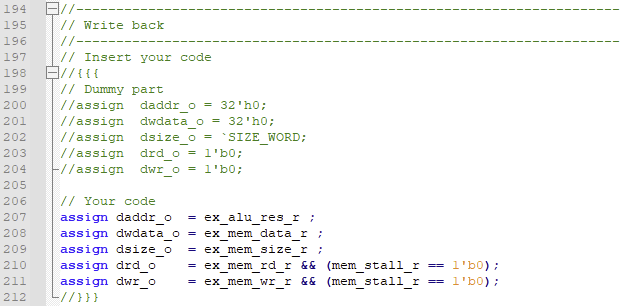 194 //--------------------------------------------------------------------
195 // Write back
196 //--------------------------------------------------------------------
197 // Insert your code
198 //{{{
199 // Dummy part
200 //assign  daddr_o = 32'h0;
201 //assign  dwdata_o = 32'h0;
202 //assign  dsize_o = `SIZE_WORD;
203 //assign  drd_o = 1'b0;
204 //assign  dwr_o = 1'b0;
205
206 // Your code
207 assign daddr_o  = ex_alu_res_r ;
208 assign dwdata_o = ex_mem_data_r ;
209 assign dsize_o  = ex_mem_size_r ;
210 assign drd_o    = ex_mem_rd_r && (mem_stall_r == 1'b0);
211 assign dwr_o    = ex_mem_wr_r && (mem_stall_r == 1'b0);
212 //}}}